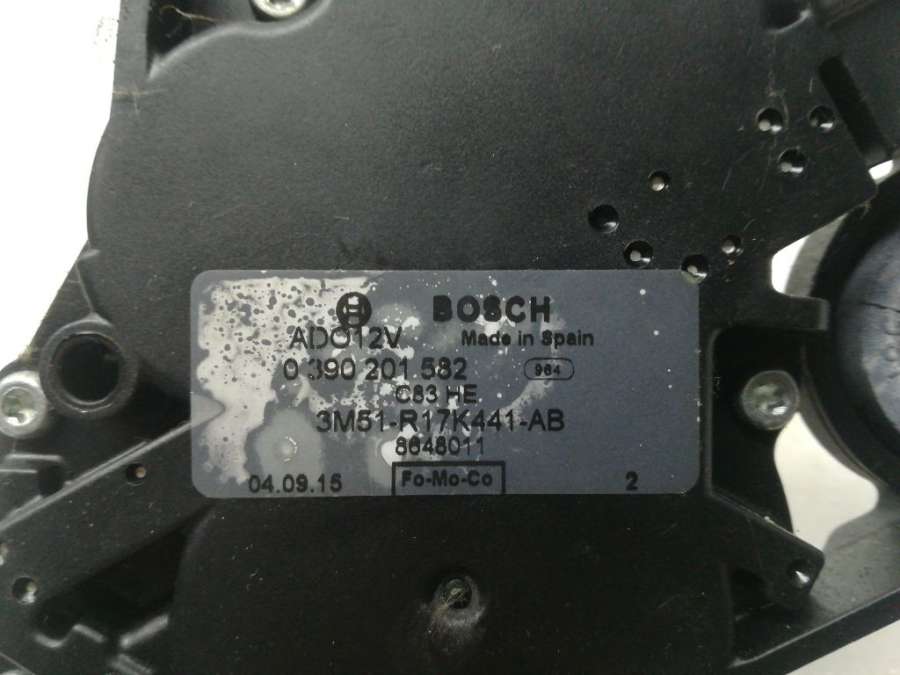 BOSCH
ADO12V Made in Spain
0 390 201 582 964
C83 HE
3M51-R17K441-AB
8648011
04.09.15 Fo-Mo-Co 2